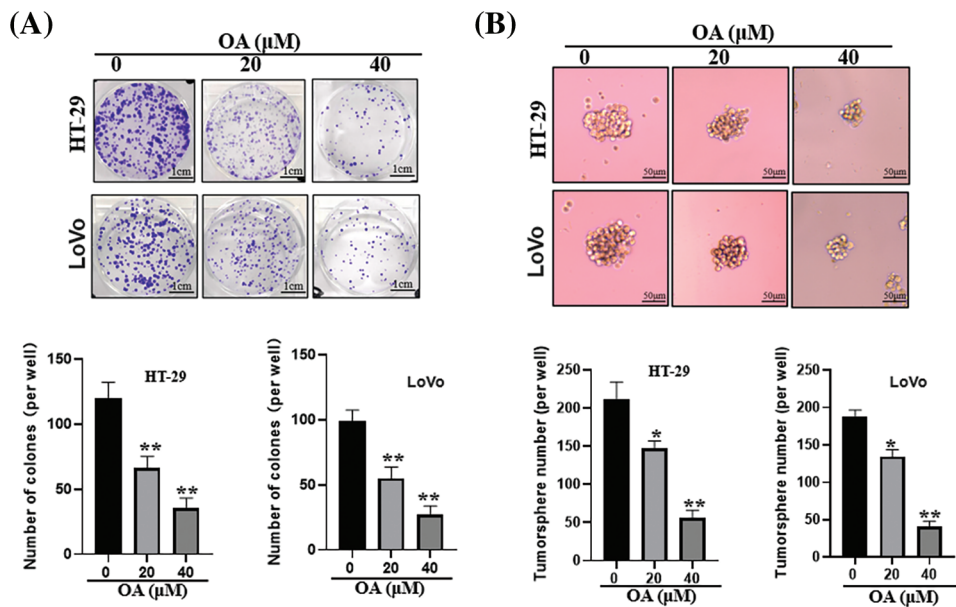 (A)
OA (μM)
0 20 40
HT-29
1cm 1cm 1cm
LoVo
1cm 1cm 1cm
(B)
OA (μM)
0 20 40
HT-29
50μm 50μm 50μm
LoVo
50μm 50μm 50μm
Number of colones (per well)
150
100
50
0
HT-29
**
**
0 20 40
OA (μM)
Number of colones (per well)
150
100
50
0
LoVo
**
**
0 20 40
OA (μM)
Tumorsphere number (per well)
250
200
150
100
50
0
HT-29
*
**
0 20 40
OA (μM)
Tumorsphere number (per well)
250
200
150
100
50
0
LoVo
*
**
0 20 40
OA (μM)